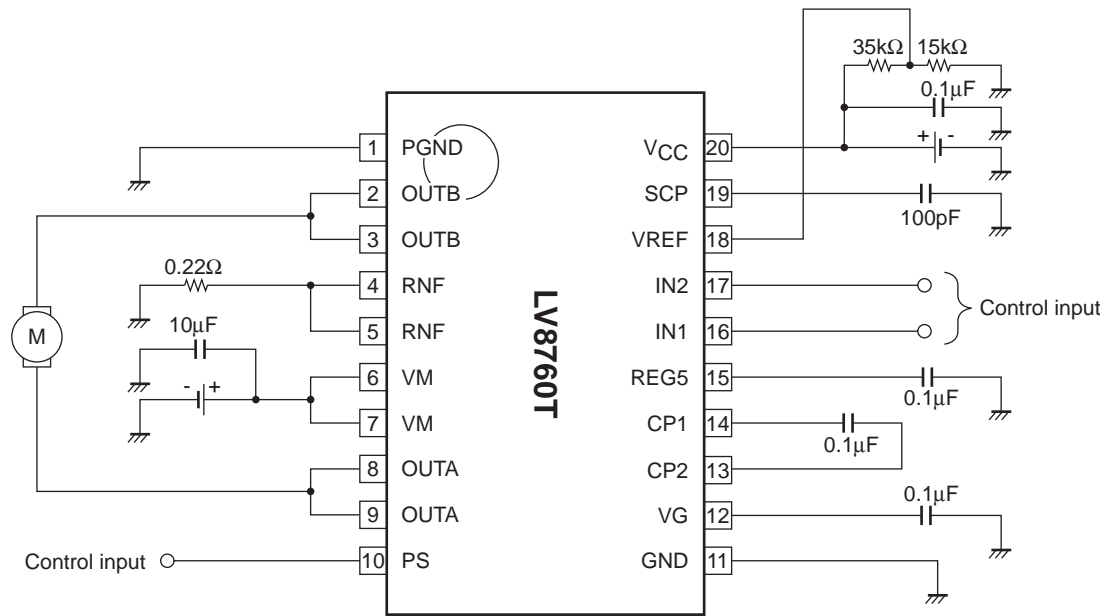 35kΩ 15kΩ
0.1μF
+ -
100pF
1 PGND
2 OUTB
3 OUTB
4 RNF
5 RNF
6 VM
7 VM
8 OUTA
9 OUTA
10 PS
0.22Ω
10μF
- +
M
Control input
LV8760T
VCC 20
SCP 19
VREF 18
IN2 17
IN1 16
REG5 15
CP1 14
CP2 13
VG 12
GND 11
Control input
0.1μF
0.1μF
0.1μF